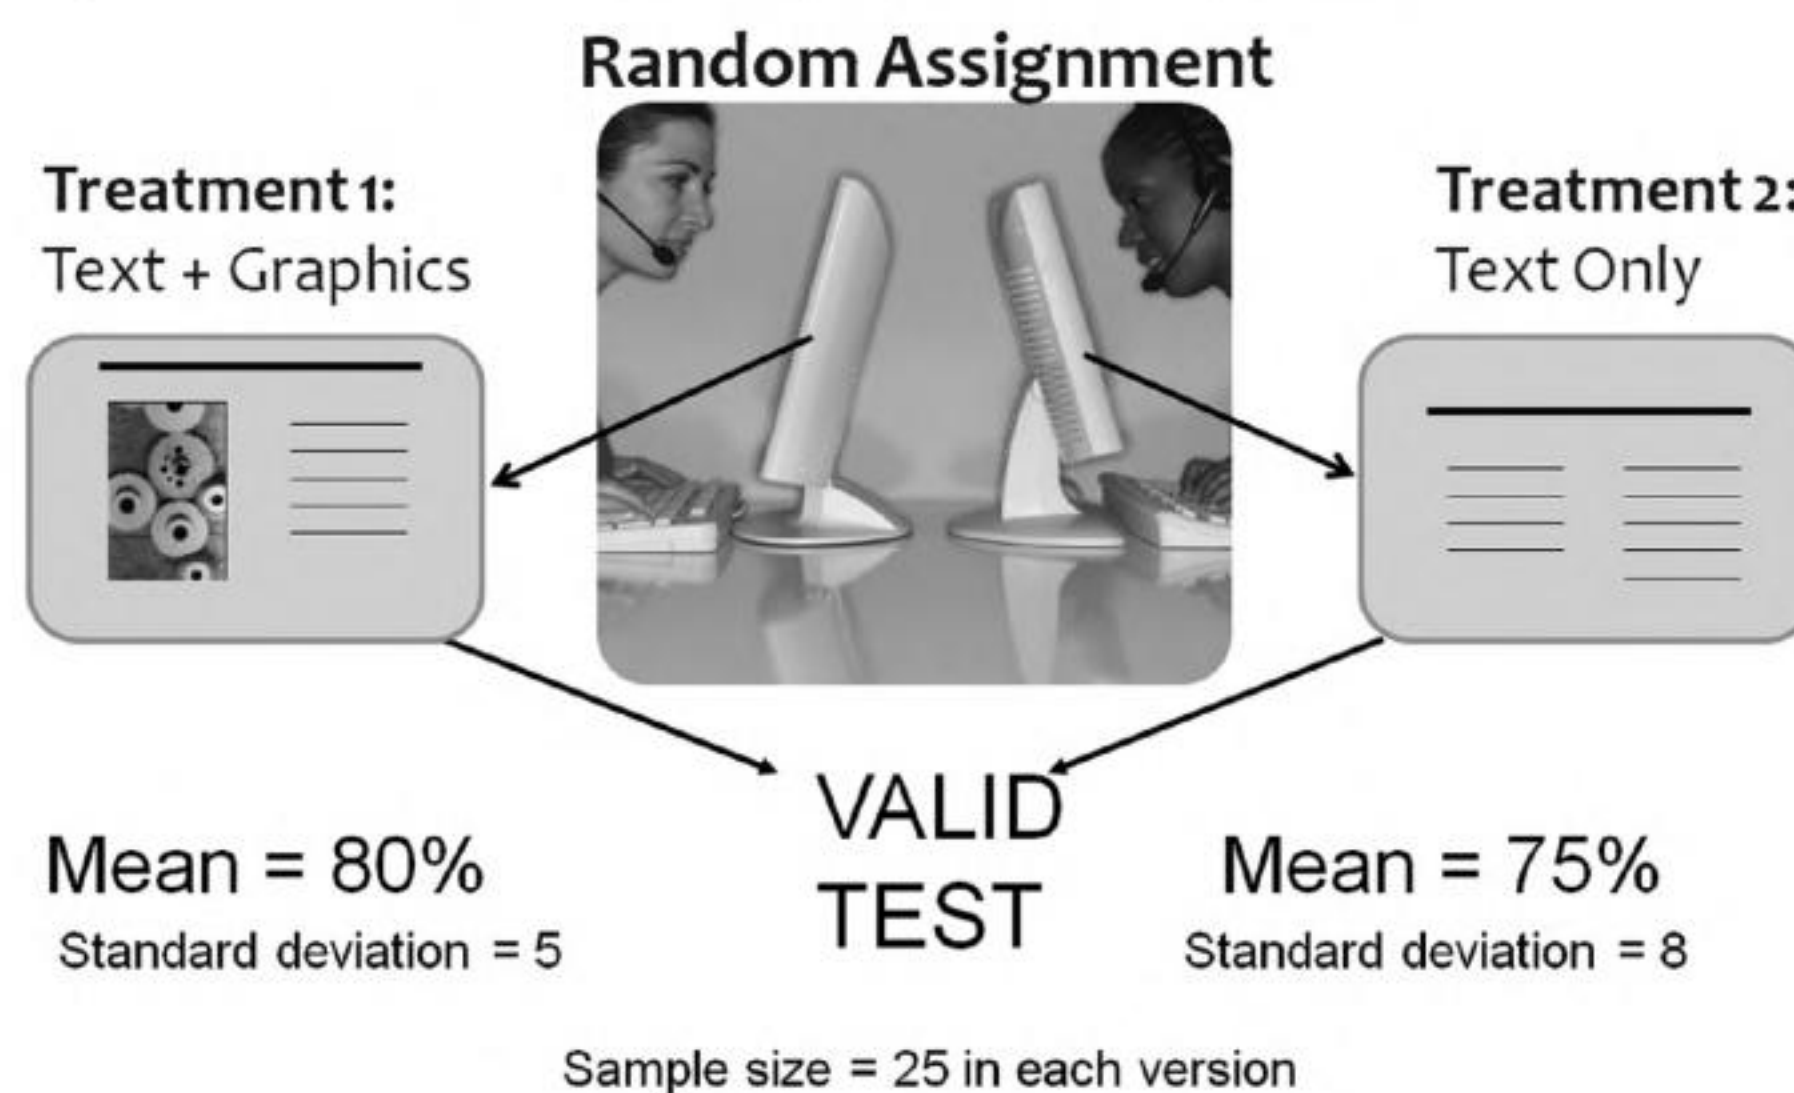 Random Assignment
Treatment 1:
Text + Graphics
Treatment 2:
Text Only
VALID
TEST
Mean = 80%
Standard deviation = 5
Mean = 75%
Standard deviation = 8
Sample size = 25 in each version